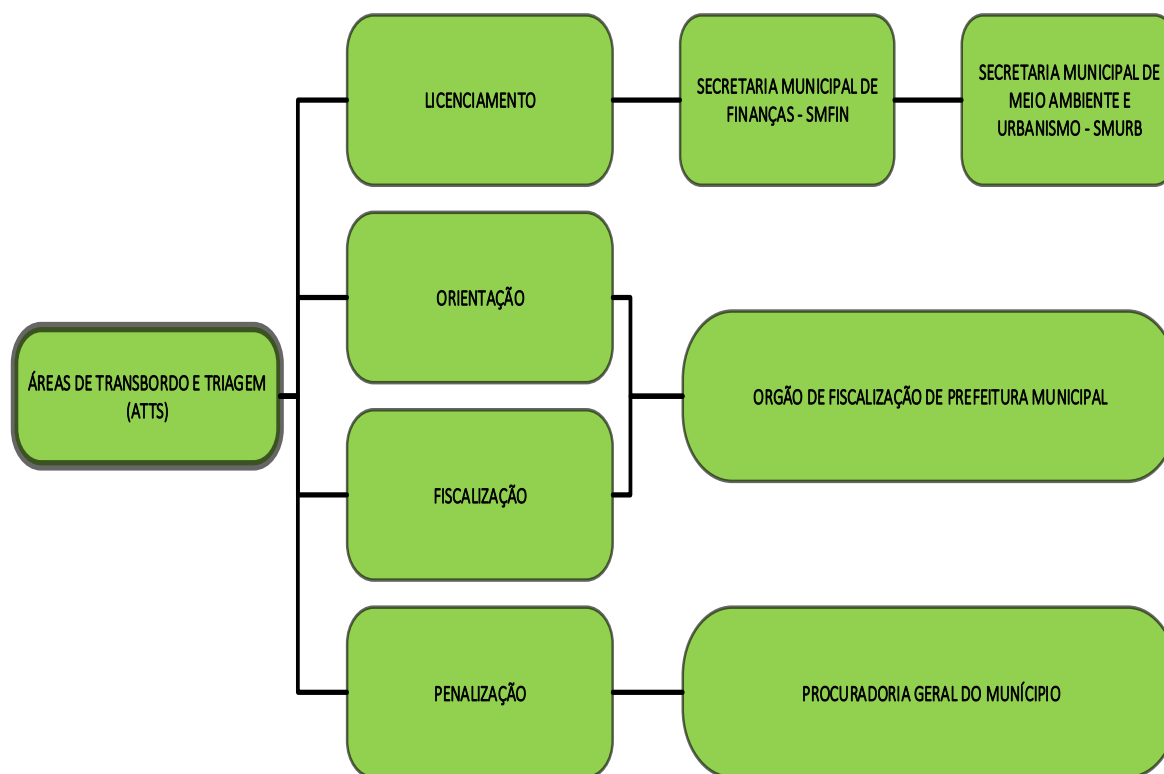 LICENCIAMENTO
SECRETARIA MUNICIPAL DE
FINANÇAS - SMFIN
SECRETARIA MUNICIPAL DE
MEIO AMBIENTE E
URBANISMO - SMURB
ORIENTAÇÃO
ÁREAS DE TRANSBORDO E TRIAGEM
(ATTS)
ORGÃO DE FISCALIZAÇÃO DE PREFEITURA MUNICIPAL
FISCALIZAÇÃO
PENALIZAÇÃO
PROCURADORIA GERAL DO MUNÍCIPIO